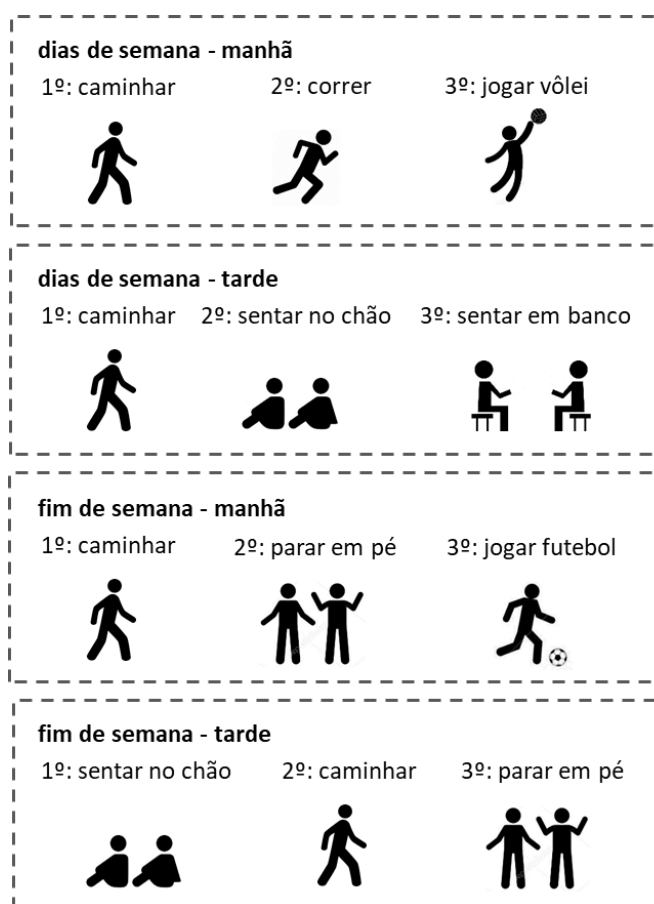 dias de semana - manhã
1º: caminhar 2º: correr 3º: jogar vôlei
dias de semana - tarde
1º: caminhar 2º: sentar no chão 3º: sentar em banco
fim de semana - manhã
1º: caminhar 2º: parar em pé 3º: jogar futebol
fim de semana - tarde
1º: sentar no chão 2º: caminhar 3º: parar em pé